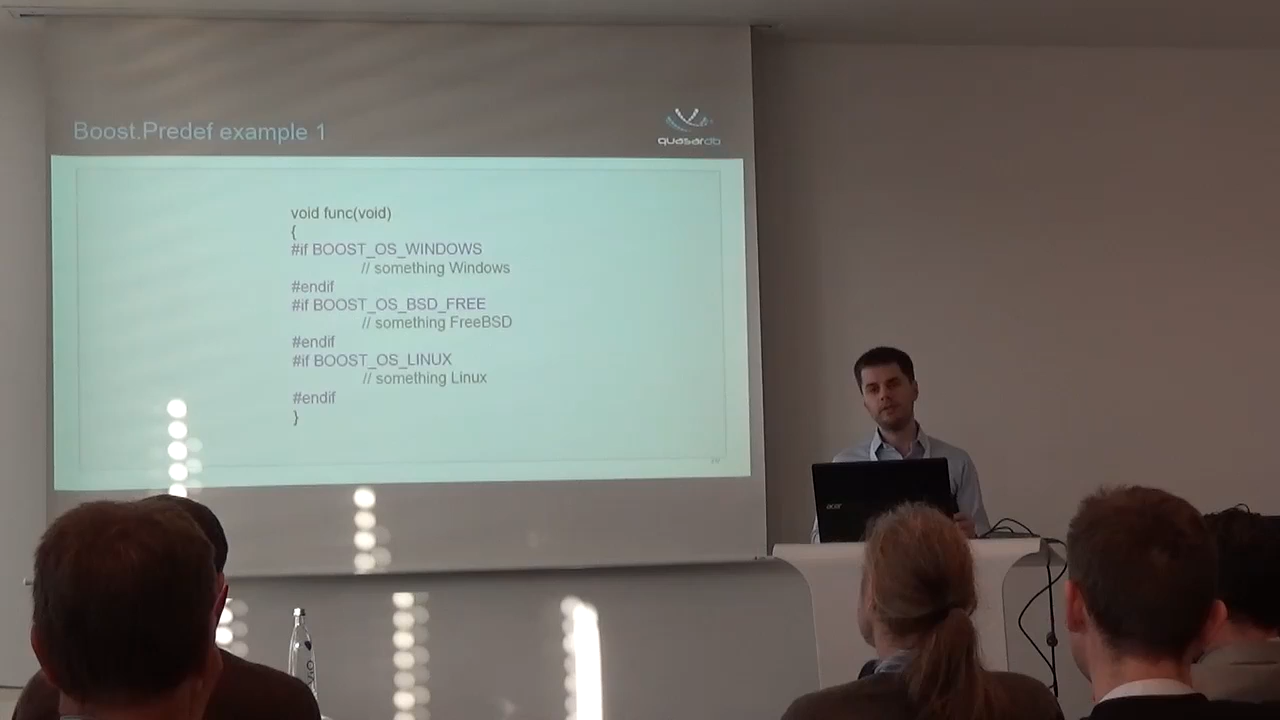 Boost.Predef example 1
quasardb
void func(void)
{
#if BOOST_OS_WINDOWS
// something Windows
#endif
#if BOOST_OS_BSD_FREE
// something FreeBSD
#endif
#if BOOST_OS_LINUX
// something Linux
#endif
}
acer